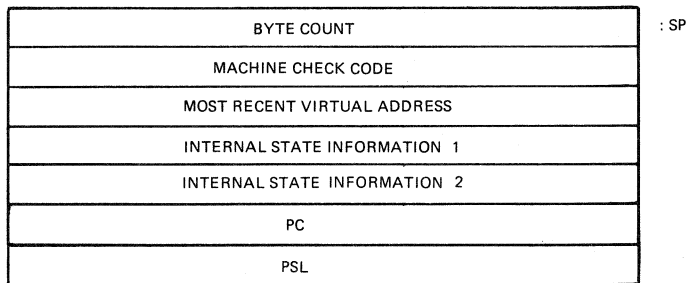 BYTE COUNT : SP
MACHINE CHECK CODE
MOST RECENT VIRTUAL ADDRESS
INTERNAL STATE INFORMATION 1
INTERNAL STATE INFORMATION 2
PC
PSL